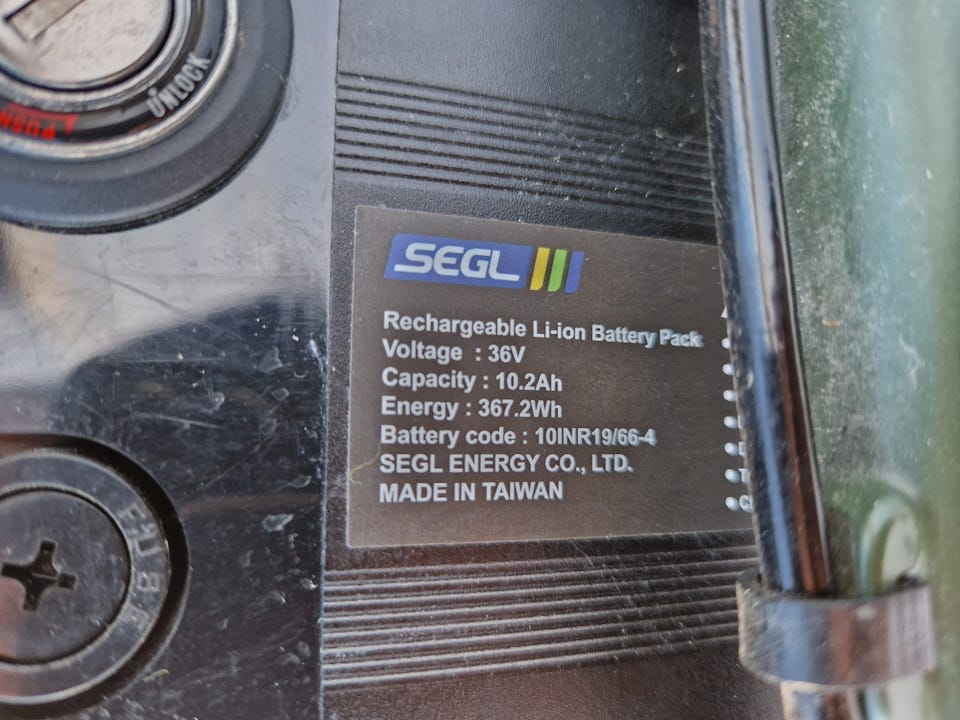 UNLOCK
PUSH
SEGL
Rechargeable Li-ion Battery Pack
Voltage : 36V
Capacity : 10.2Ah
Energy : 367.2Wh
Battery code : 10INR19/66-4
SEGL ENERGY CO., LTD.
MADE IN TAIWAN